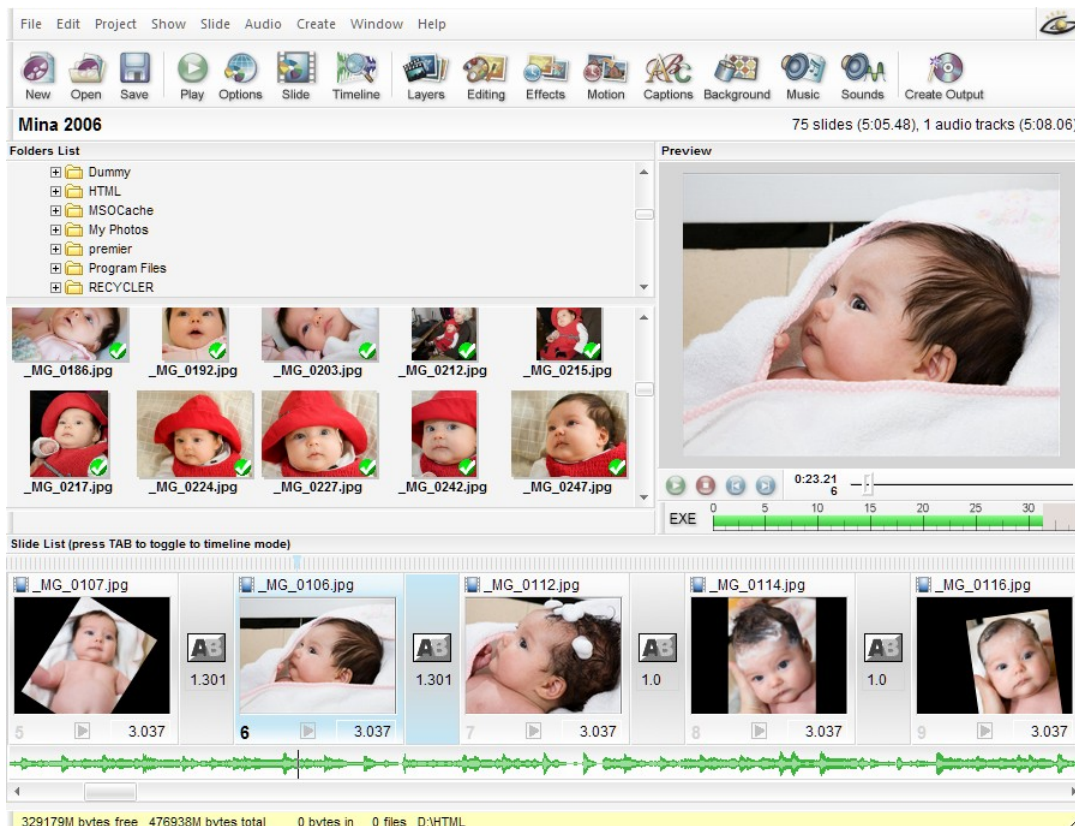 File Edit Project Show Slide Audio Create Window Help
New Open Save Play Options Slide Timeline Layers Editing Effects Motion Captions Background Music Sounds Create Output
Mina 2006 75 slides (5:05.48), 1 audio tracks (5:08.06)
Folders List Preview
Dummy
HTML
MSOCache
My Photos
premier
Program Files
RECYCLER
_MG_0186.jpg _MG_0192.jpg _MG_0203.jpg _MG_0212.jpg _MG_0215.jpg
_MG_0217.jpg _MG_0224.jpg _MG_0227.jpg _MG_0242.jpg _MG_0247.jpg
0:23.21
6
EXE 0 5 10 15 20 25 30
Slide List (press TAB to toggle to timeline mode)
_MG_0107.jpg _MG_0106.jpg _MG_0112.jpg _MG_0114.jpg _MG_0116.jpg
AB AB AB AB
1.301 1.301 1.0 1.0
5 3.037 6 3.037 7 3.037 8 3.037 9 3.037
329179M bytes free 476938M bytes total 0 bytes in 0 files D:\HTML